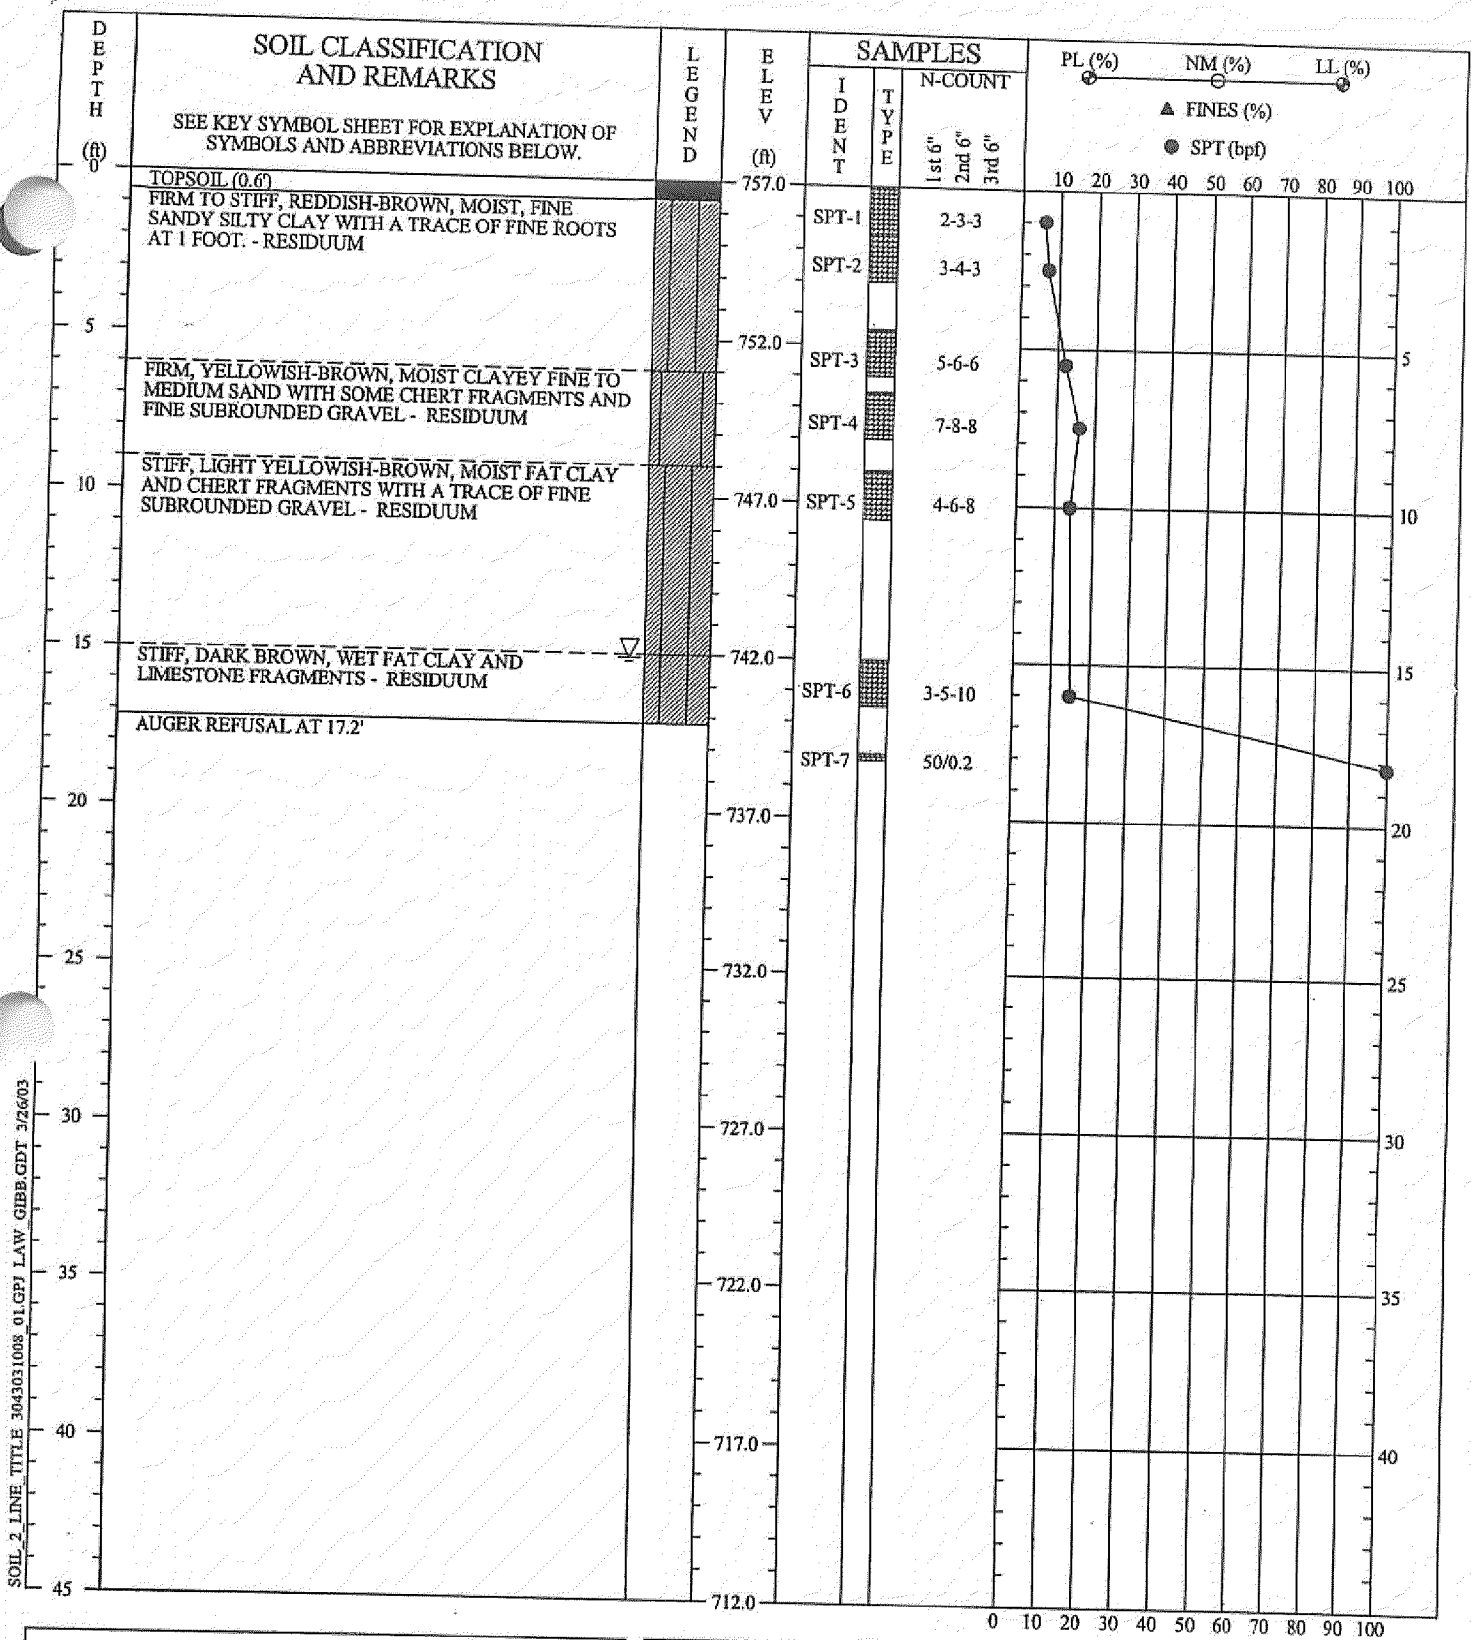 DEPTH
(ft)
SOIL CLASSIFICATION
AND REMARKS
SEE KEY SYMBOL SHEET FOR EXPLANATION OF
SYMBOLS AND ABBREVIATIONS BELOW.
LEGEND
ELEV
(ft)
SAMPLES
IDENT
TYPE
N-COUNT
1st 6"
2nd 6"
3rd 6"
PL (%) NM (%) LL (%)
▲ FINES (%)
● SPT (bpf)
10 20 30 40 50 60 70 80 90 100
0
TOPSOIL (0.6')
757.0
FIRM TO STIFF, REDDISH-BROWN, MOIST, FINE
SANDY SILTY CLAY WITH A TRACE OF FINE ROOTS
AT 1 FOOT. - RESIDUUM
SPT-1 2-3-3
SPT-2 3-4-3
5 752.0 5
SPT-3 5-6-6
FIRM, YELLOWISH-BROWN, MOIST CLAYEY FINE TO
MEDIUM SAND WITH SOME CHERT FRAGMENTS AND
FINE SUBROUNDED GRAVEL - RESIDUUM
SPT-4 7-8-8
STIFF, LIGHT YELLOWISH-BROWN, MOIST FAT CLAY
AND CHERT FRAGMENTS WITH A TRACE OF FINE
SUBROUNDED GRAVEL - RESIDUUM
10 747.0 SPT-5 4-6-8 10
15 742.0 15
STIFF, DARK BROWN, WET FAT CLAY AND
LIMESTONE FRAGMENTS - RESIDUUM
SPT-6 3-5-10
AUGER REFUSAL AT 17.2'
SPT-7 50/0.2
20 737.0 20
25 732.0 25
30 727.0 30
35 722.0 35
40 717.0 40
45 712.0
0 10 20 30 40 50 60 70 80 90 100
SOIL_2_LINE_TITLE 3043031008_01.GPJ LAW_GIBB.GDT 3/26/03